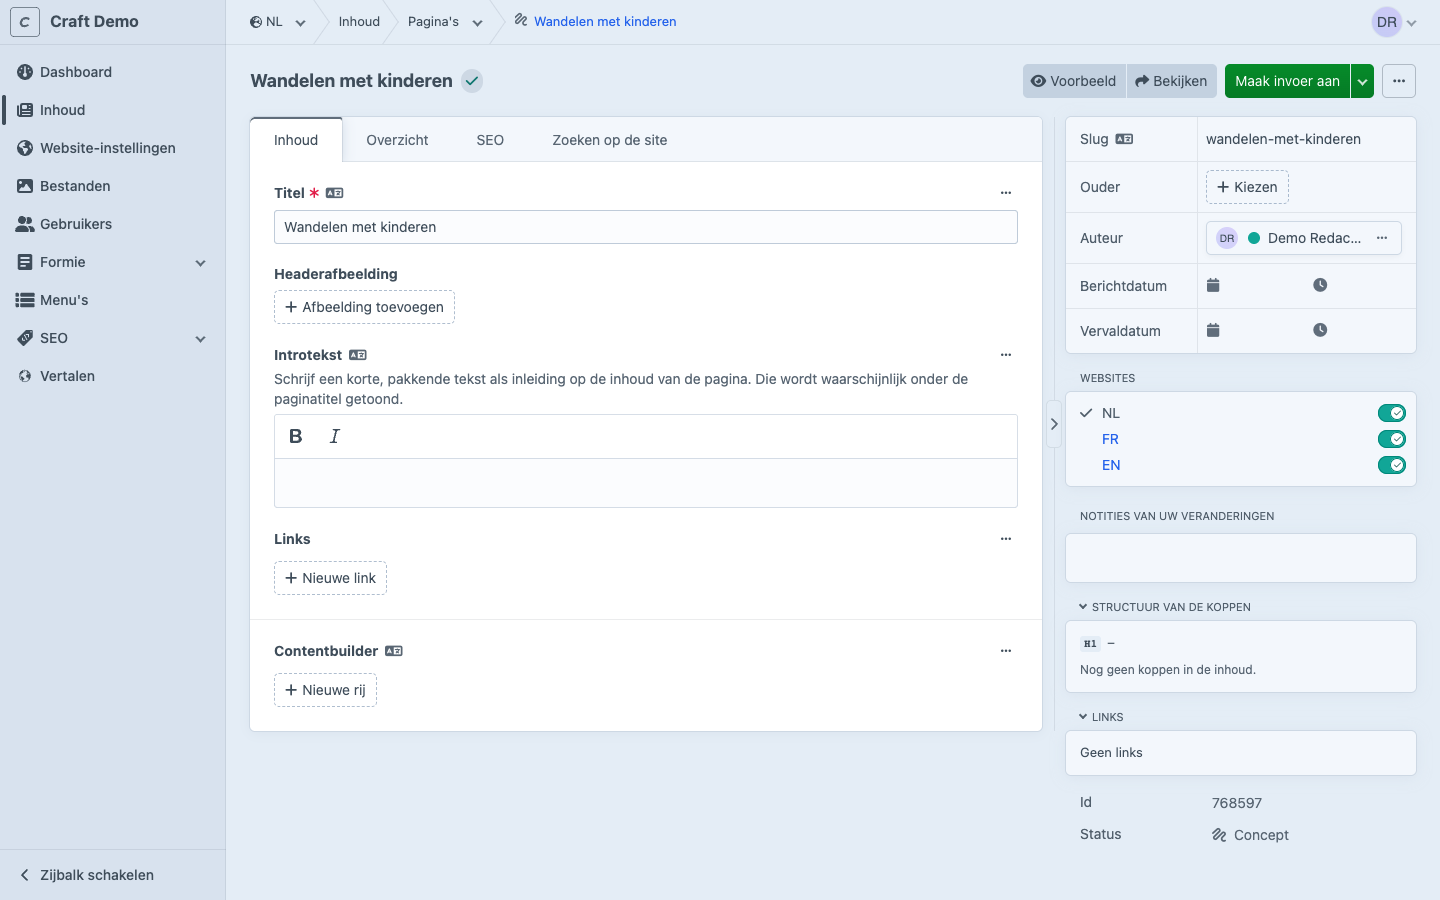 C Craft Demo
NL
Inhoud
Pagina's
Wandelen met kinderen
DR
Dashboard
Inhoud
Website-instellingen
Bestanden
Gebruikers
Formie
Menu's
SEO
Vertalen
Zijbalk schakelen
Wandelen met kinderen
Voorbeeld
Bekijken
Maak invoer aan
Inhoud
Overzicht
SEO
Zoeken op de site
Titel *
Wandelen met kinderen
Headerafbeelding
+ Afbeelding toevoegen
Introtekst
Schrijf een korte, pakkende tekst als inleiding op de inhoud van de pagina. Die wordt waarschijnlijk onder de
paginatitel getoond.
B I
Links
+ Nieuwe link
Contentbuilder
+ Nieuwe rij
Slug wandelen-met-kinderen
Ouder + Kiezen
Auteur DR Demo Redac...
Berichtdatum
Vervaldatum
WEBSITES
NL
FR
EN
NOTITIES VAN UW VERANDERINGEN
STRUCTUUR VAN DE KOPPEN
H1 –
Nog geen koppen in de inhoud.
LINKS
Geen links
Id 768597
Status Concept